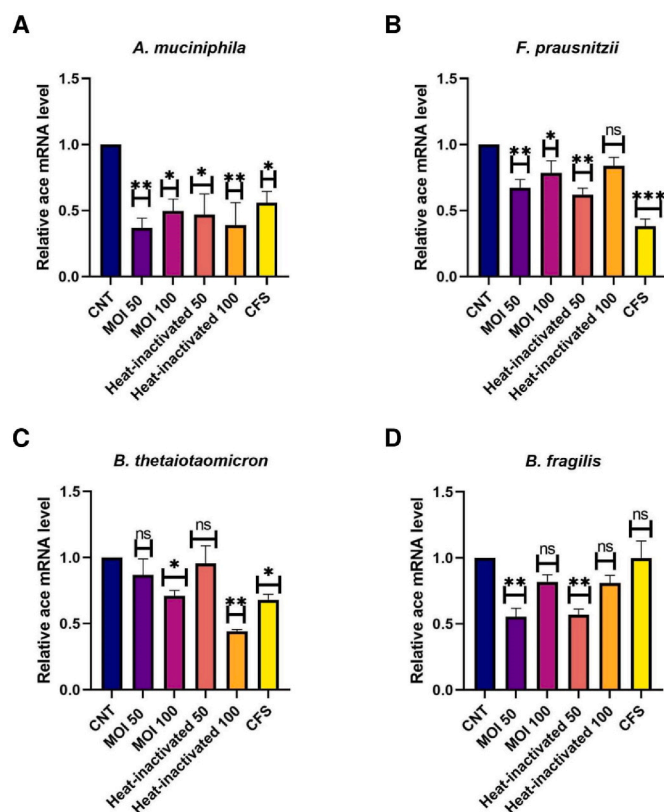 A
A. muciniphila
Relative ace mRNA level
1.5
1.0
0.5
0.0
**
*
*
**
*
CNT
MOI 50
MOI 100
Heat-inactivated 50
Heat-inactivated 100
CFS
B
F. prausnitzii
Relative ace mRNA level
1.5
1.0
0.5
0.0
**
*
**
ns
***
CNT
MOI 50
MOI 100
Heat-inactivated 50
Heat-inactivated 100
CFS
C
B. thetaiotaomicron
Relative ace mRNA level
1.5
1.0
0.5
0.0
ns
*
ns
**
*
CNT
MOI 50
MOI 100
Heat-inactivated 50
Heat-inactivated 100
CFS
D
B. fragilis
Relative ace mRNA level
1.5
1.0
0.5
0.0
**
ns
**
ns
ns
CNT
MOI 50
MOI 100
Heat-inactivated 50
Heat-inactivated 100
CFS